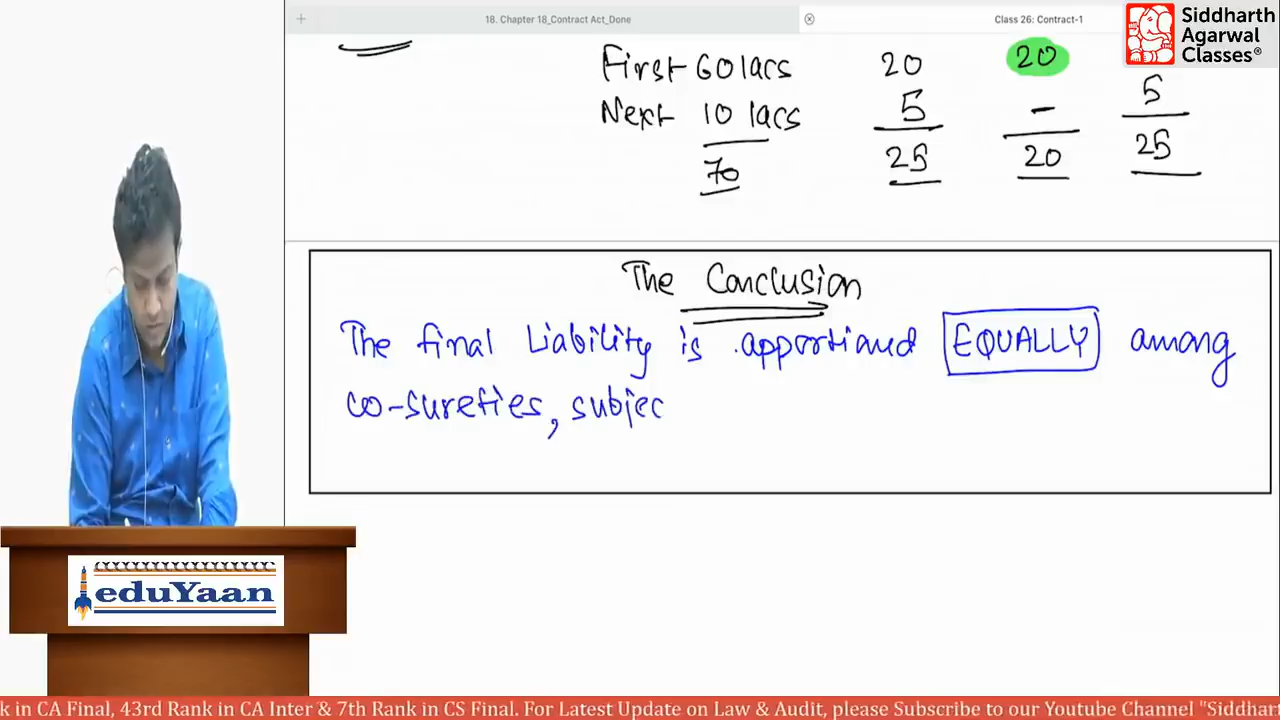 18. Chapter 18_Contract Act_Done
Class 26: Contract-1
Siddharth
Agarwal
Classes®
First 60 lacs 20 20
Next 10 lacs 5 - 5
70 25 20 25
The Conclusion
The final Liability is apportioned EQUALLY among
co-sureties, subjec
eduYaan
k in CA Final, 43rd Rank in CA Inter & 7th Rank in CS Final. For Latest Update on Law & Audit, please Subscribe to our Youtube Channel "Siddhar